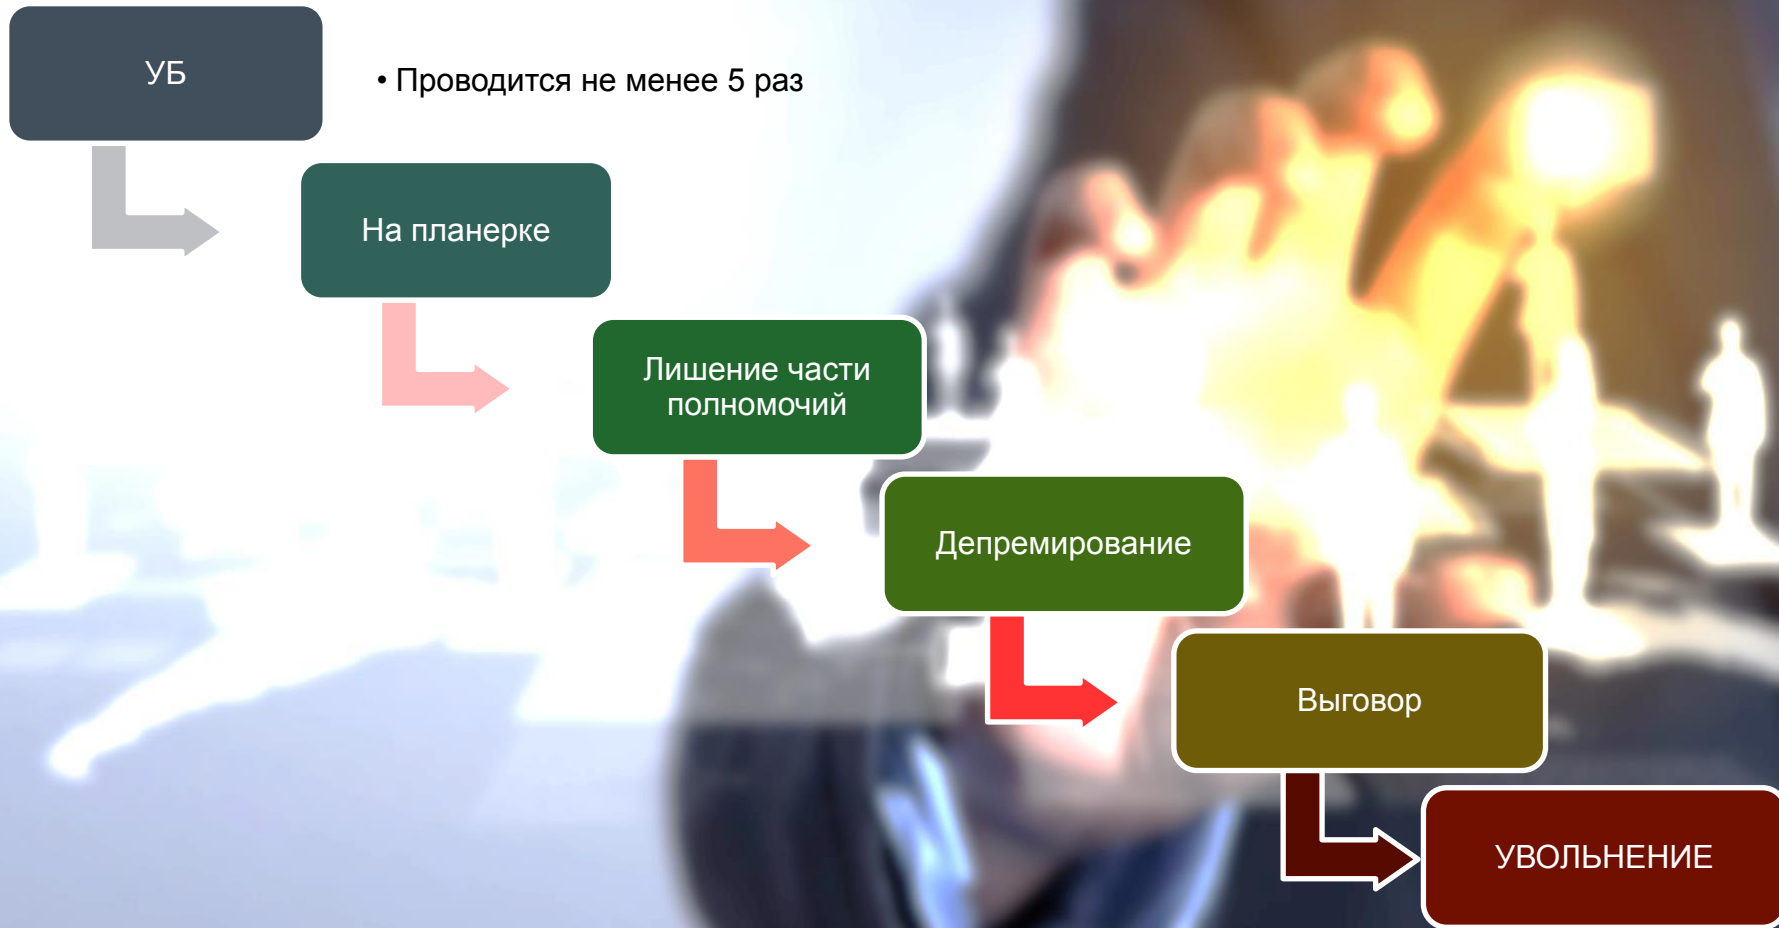 УБ
• Проводится не менее 5 раз
На планерке
Лишение части
полномочий
Депремирование
Выговор
УВОЛЬНЕНИЕ